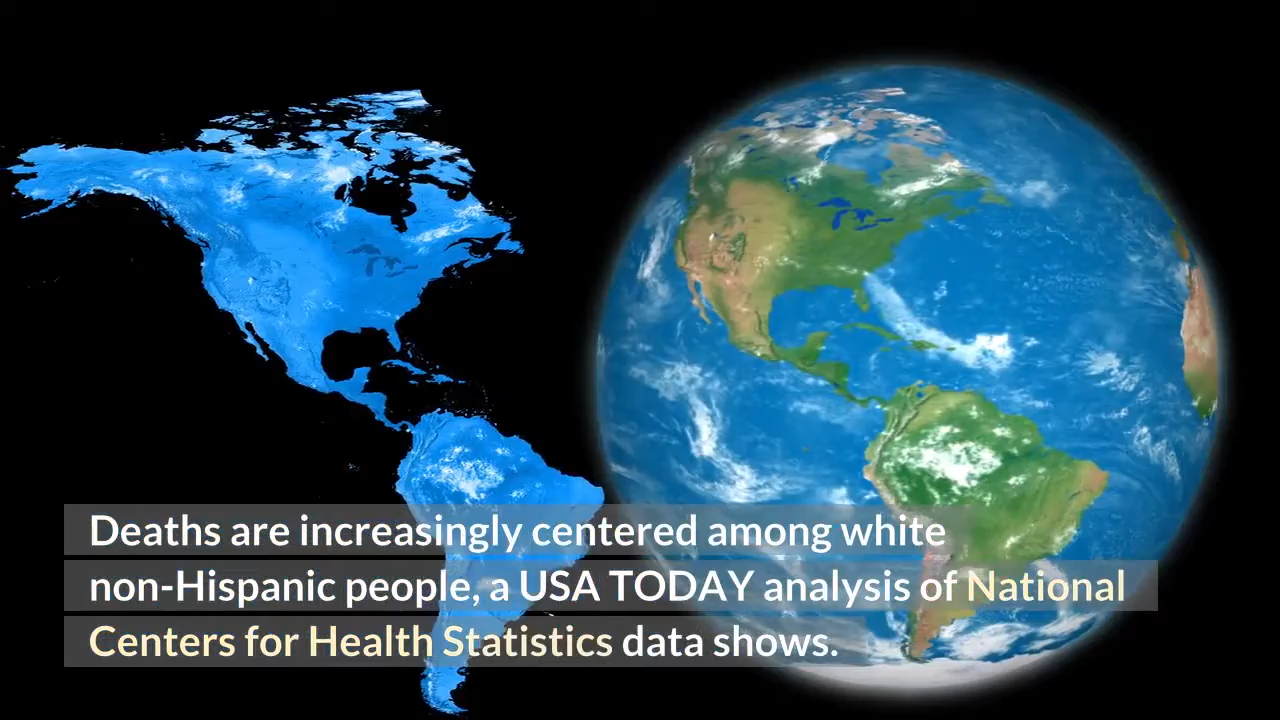 Deaths are increasingly centered among white
non-Hispanic people, a USA TODAY analysis of National
Centers for Health Statistics data shows.